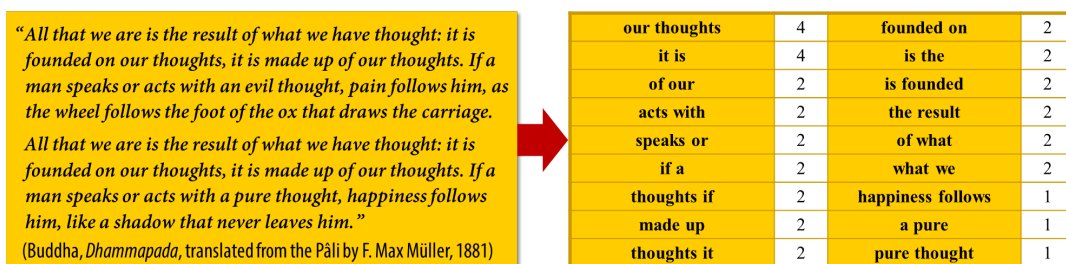 “All that we are is the result of what we have thought: it is
founded on our thoughts, it is made up of our thoughts. If a
man speaks or acts with an evil thought, pain follows him, as
the wheel follows the foot of the ox that draws the carriage.
All that we are is the result of what we have thought: it is
founded on our thoughts, it is made up of our thoughts. If a
man speaks or acts with a pure thought, happiness follows
him, like a shadow that never leaves him.”
(Buddha, Dhammapada, translated from the Pâli by F. Max Müller, 1881)
our thoughts 4 founded on 2
it is 4 is the 2
of our 2 is founded 2
acts with 2 the result 2
speaks or 2 of what 2
if a 2 what we 2
thoughts if 2 happiness follows 1
made up 2 a pure 1
thoughts it 2 pure thought 1